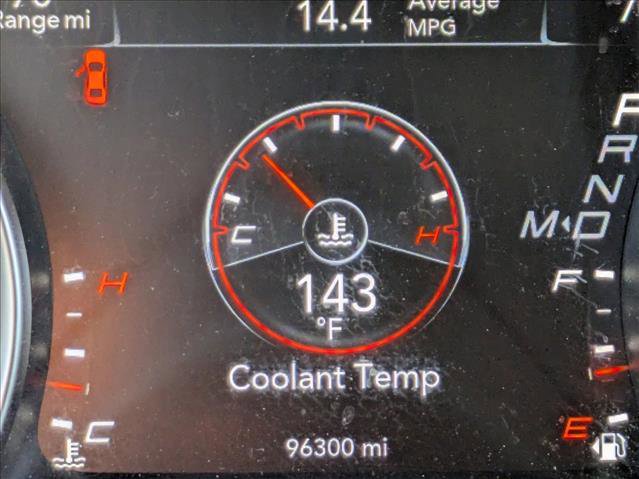 Range mi
14.4
Average
MPG
P
R
N
M D
C
H
143
°F
Coolant Temp
96300 mi
H
C
F
E